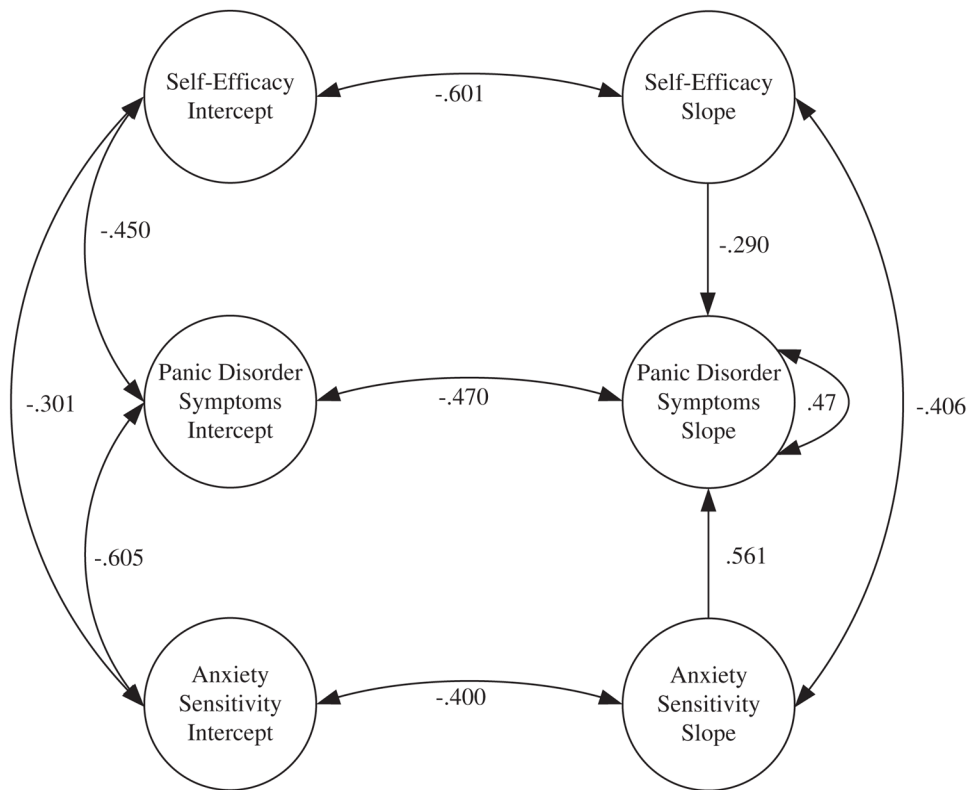 Self-Efficacy
Intercept
-.601
Self-Efficacy
Slope
-.450
-.290
Panic Disorder
Symptoms
Intercept
-.470
Panic Disorder
Symptoms
Slope
.47
-.301
-.406
-.605
.561
Anxiety
Sensitivity
Intercept
-.400
Anxiety
Sensitivity
Slope